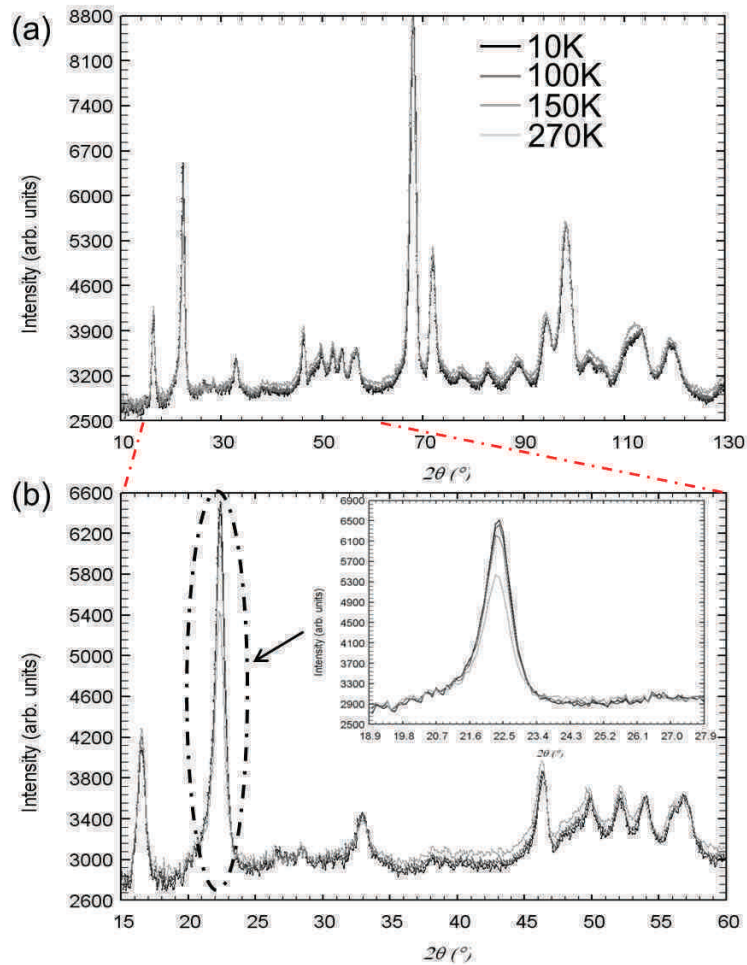 (a)
8800
8100
7400
6700
6000
5300
4600
3900
3200
2500
Intensity (arb. units)
10K
100K
150K
270K
10 30 50 70 90 110 130
2θ (°)
(b)
6600
6200
5800
5400
5000
4600
4200
3800
3400
3000
2600
Intensity (arb. units)
6900
6500
6100
5700
5300
4900
4500
4100
3700
3300
2900
2500
Intensity (arb. units)
18.9 19.8 20.7 21.6 22.5 23.4 24.3 25.2 26.1 27.0 27.9
2θ (°)
15 20 25 30 35 40 45 50 55 60
2θ (°)